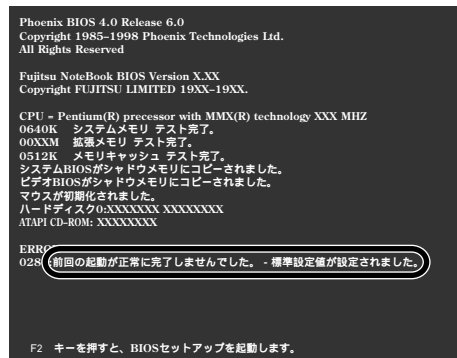 Phoenix BIOS 4.0 Release 6.0
Copyright 1985–1998 Phoenix Technologies Ltd.
All Rights Reserved
Fujitsu NoteBook BIOS Version X.XX
Copyright FUJITSU LIMITED 19XX–19XX.
CPU = Pentium(R) precessor with MMX(R) technology XXX MHZ
0640K システムメモリ テスト完了。
00XXM 拡張メモリ テスト完了。
0512K メモリキャッシュ テスト完了。
システムBIOSがシャドウメモリにコピーされました。
ビデオBIOSがシャドウメモリにコピーされました。
マウスが初期化されました。
ハードディスク0:XXXXXXX XXXXXXXX
ATAPI CD-ROM: XXXXXXXX
ERRO
028 前回の起動が正常に完了しませんでした。 - 標準設定値が設定されました。
F2 キーを押すと、BIOSセットアップを起動します。